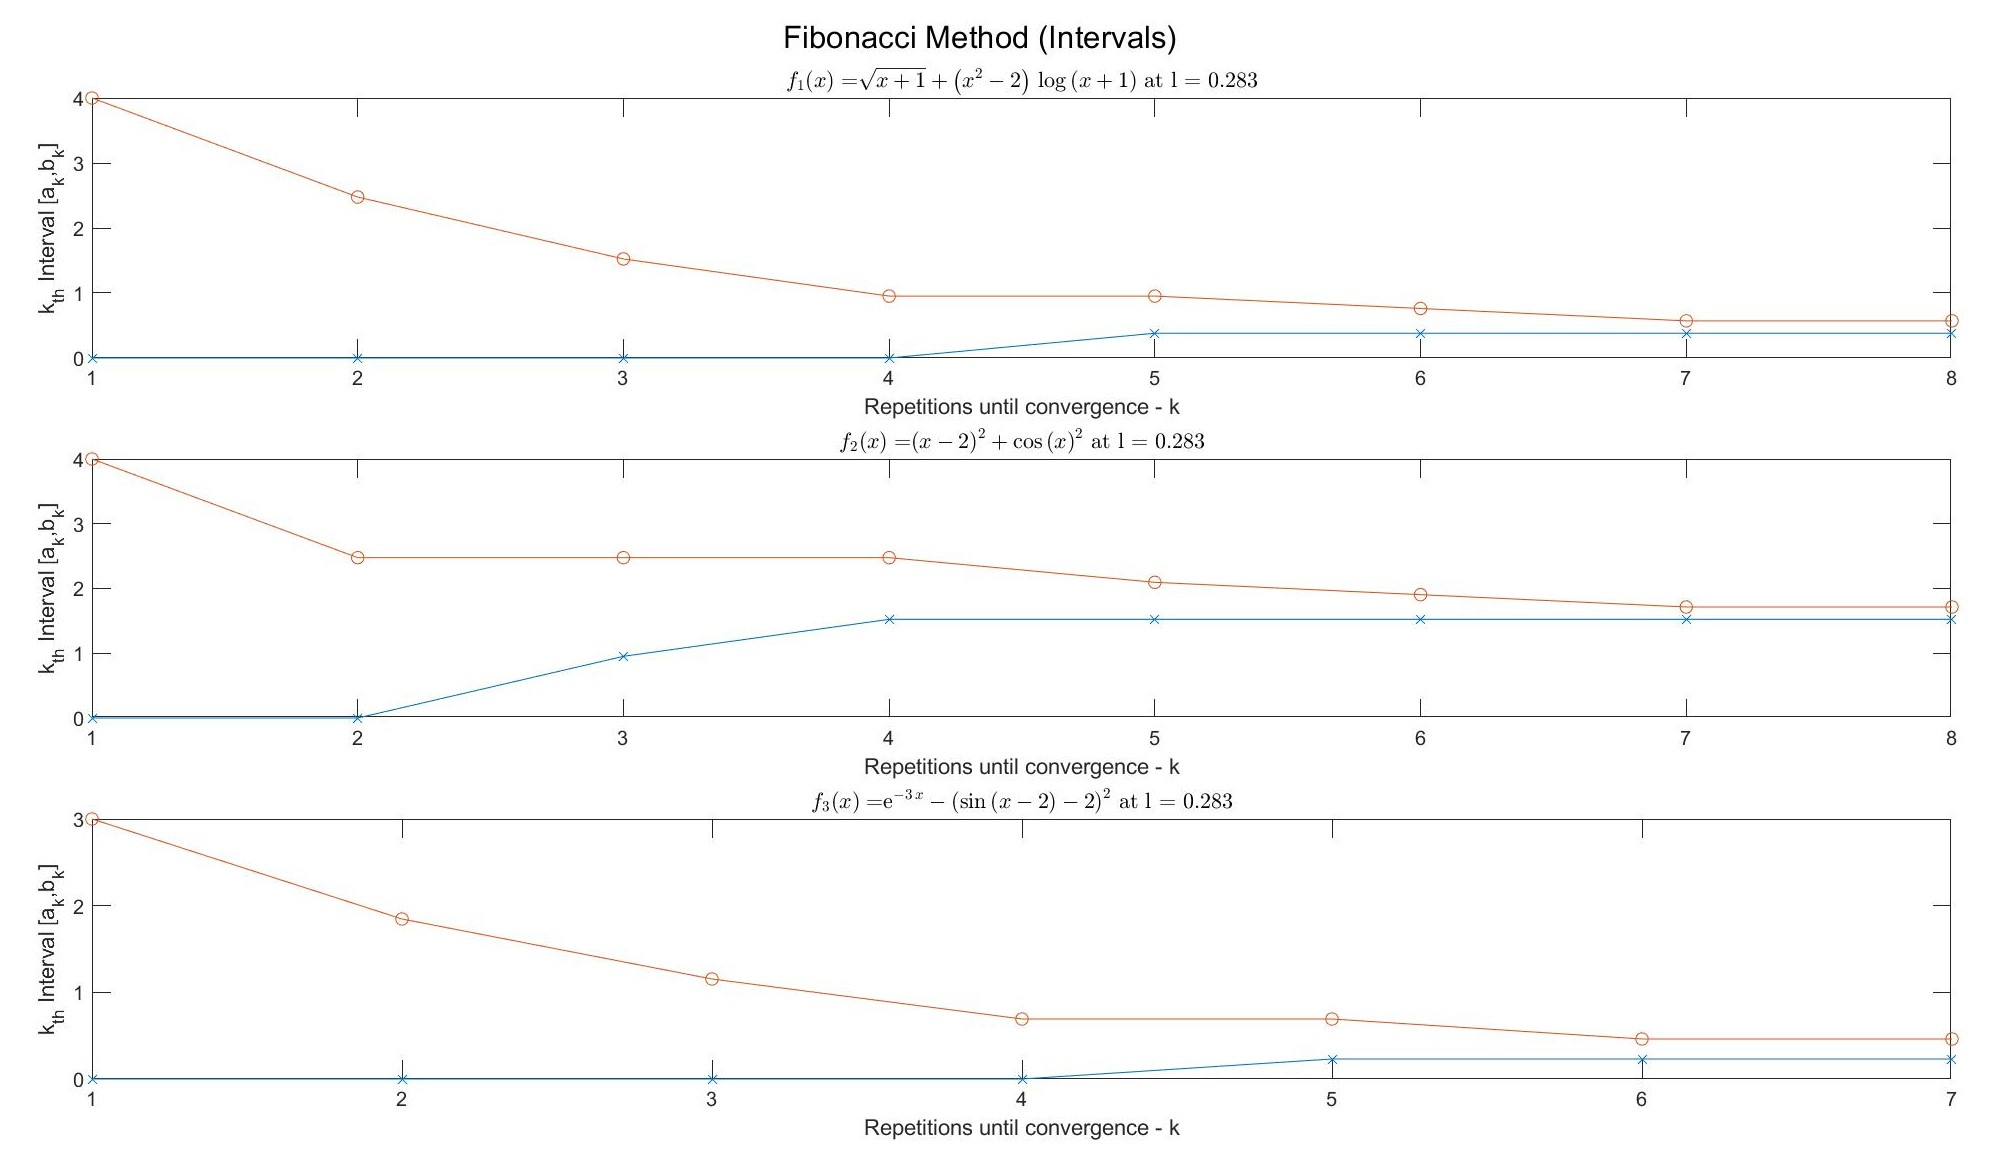 Fibonacci Method (Intervals)
f₁(x) =√(x + 1) + (x² − 2) log (x + 1) at l = 0.283
4
3
2
1
0
k_th Interval [a_k,b_k]
1 2 3 4 5 6 7 8
Repetitions until convergence - k
f₂(x) =(x − 2)² + cos (x)² at l = 0.283
4
3
2
1
0
k_th Interval [a_k,b_k]
1 2 3 4 5 6 7 8
Repetitions until convergence - k
f₃(x) =e^{−3 x} − (sin (x − 2) − 2)² at l = 0.283
3
2
1
0
k_th Interval [a_k,b_k]
1 2 3 4 5 6 7
Repetitions until convergence - k